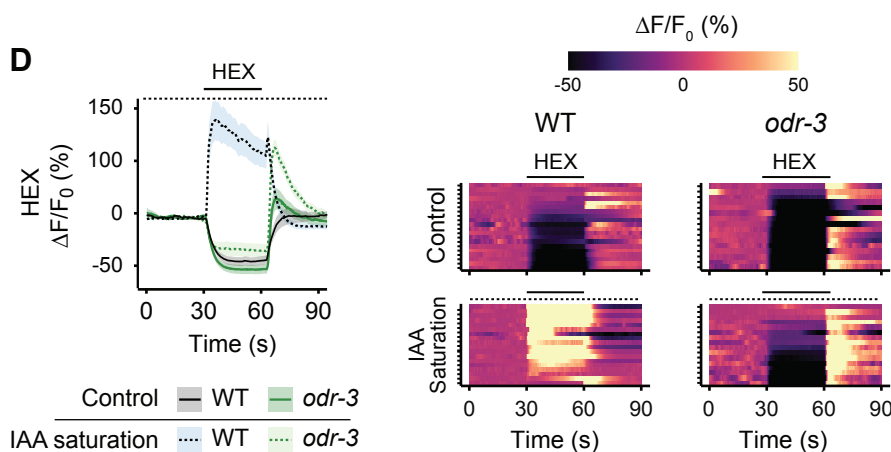 D
HEX
HEX
ΔF/F0 (%)
150
100
0
-50
0 30 60 90
Time (s)
Control WT odr-3
IAA saturation WT odr-3
ΔF/F0 (%)
-50 0 50
WT odr-3
HEX HEX
Control
IAA
Saturation
0 30 60 90 0 30 60 90
Time (s) Time (s)